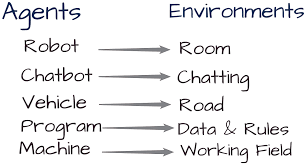 Agents Environments
Robot Room
Chatbot Chatting
Vehicle Road
Program Data & Rules
Machine Working Field